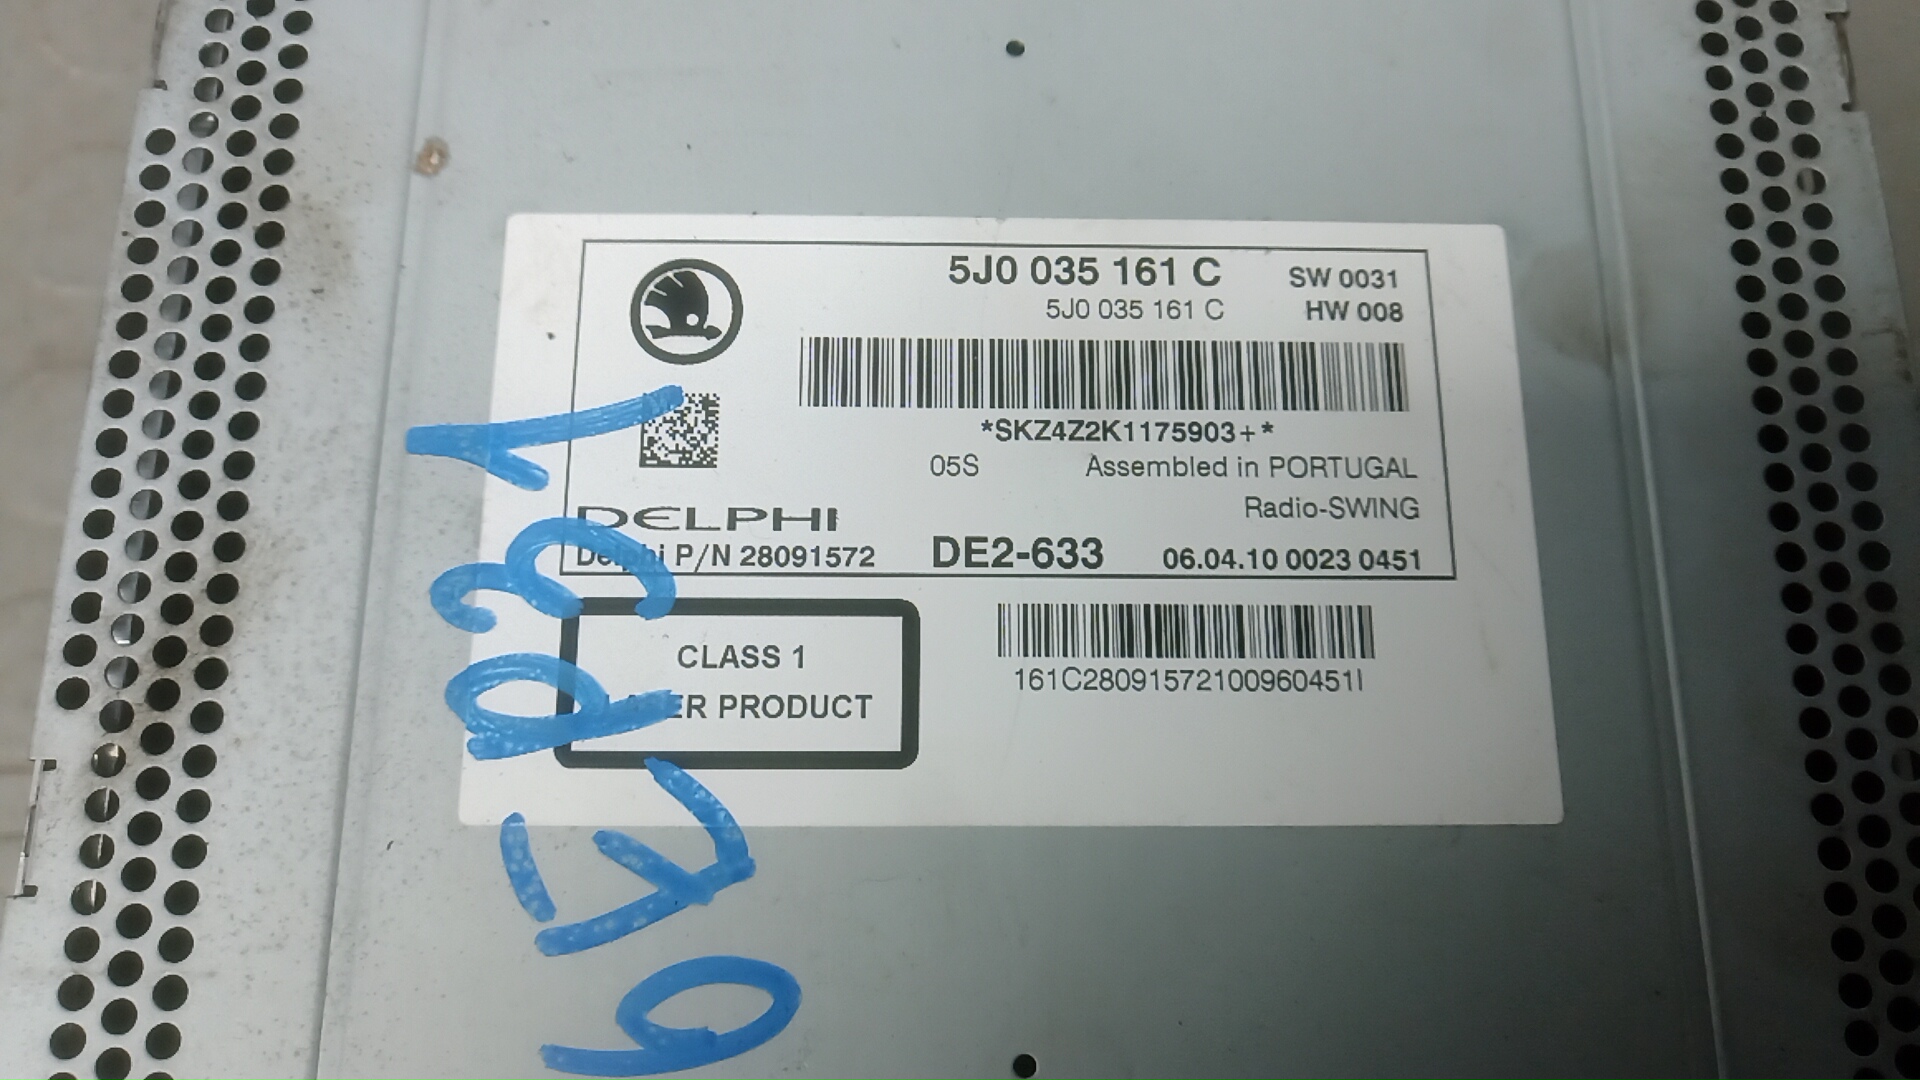 5J0 035 161 C SW 0031
5J0 035 161 C HW 008
*SKZ4Z2K1175903+*
05S Assembled in PORTUGAL
Radio-SWING
DELPHI
Delphi P/N 28091572 DE2-633 06.04.10 0023 0451
CLASS 1
LASER PRODUCT
161C280915721009604511